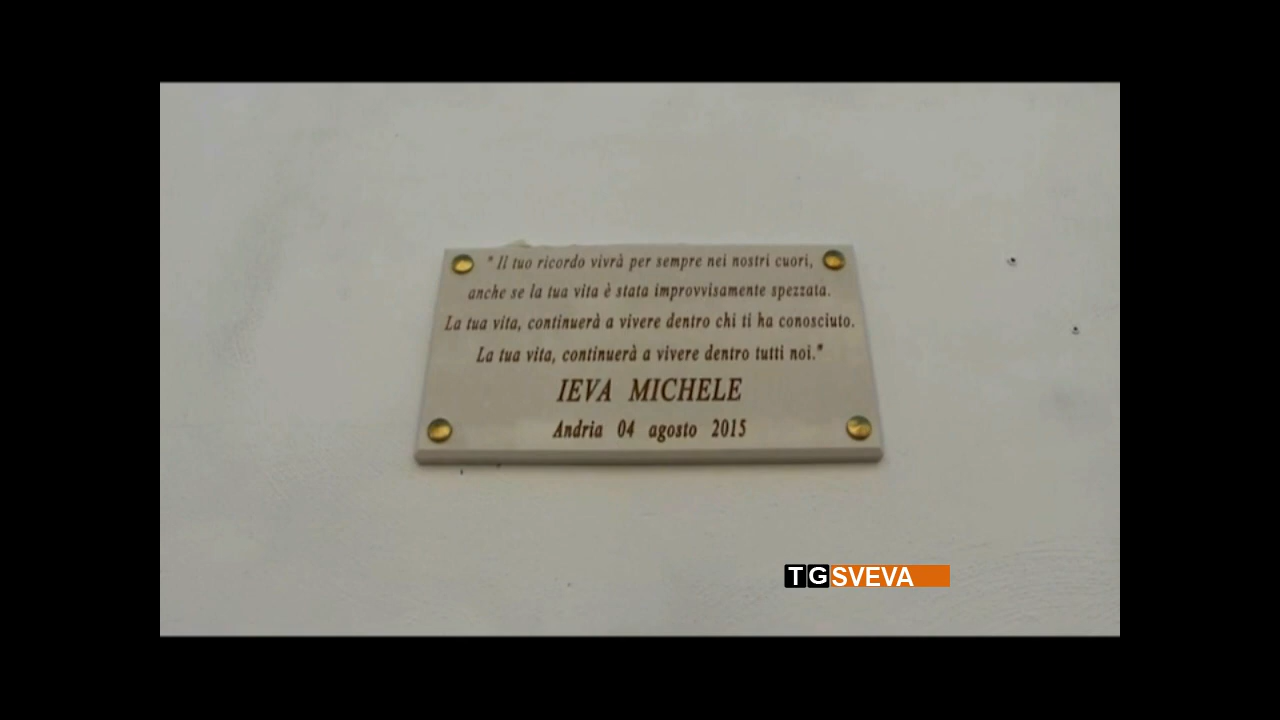 " Il tuo ricordo vivrà per sempre nei nostri cuori,
anche se la tua vita è stata improvvisamente spezzata.
La tua vita, continuerà a vivere dentro chi ti ha conosciuto.
La tua vita, continuerà a vivere dentro tutti noi."
IEVA MICHELE
Andria 04 agosto 2015
TGSVEVA